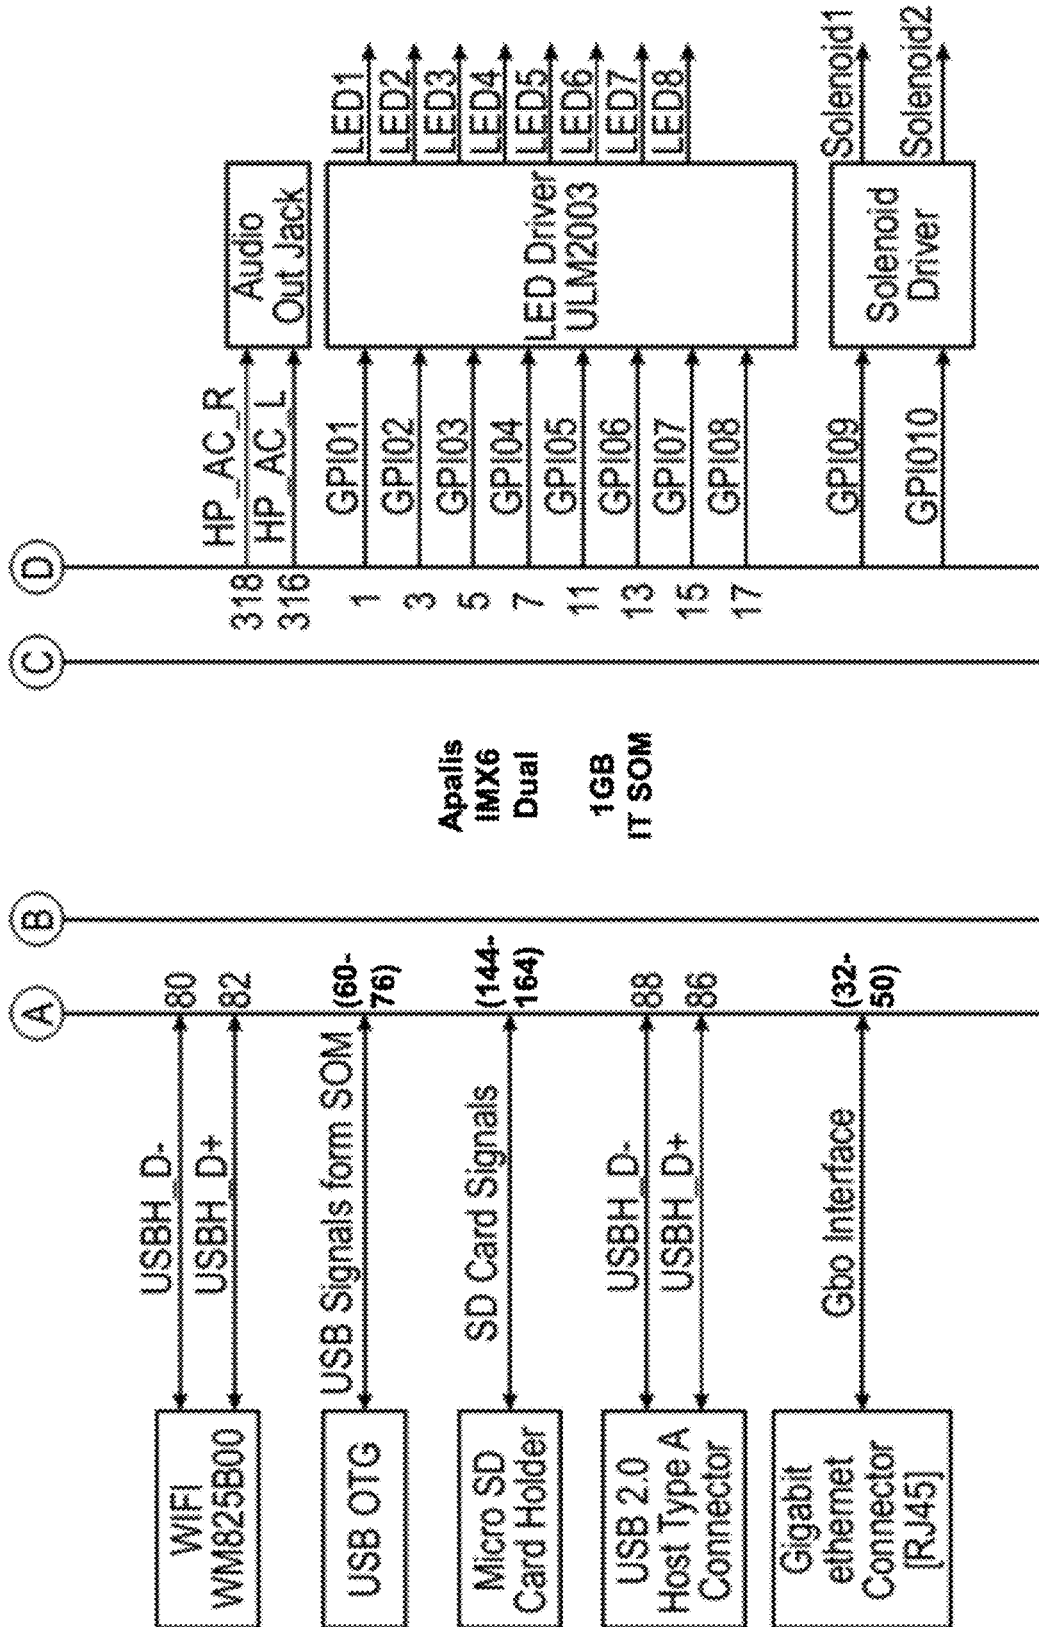 A
B
C
D
WIFI
WM825B00
USBH_D-
80
USBH_D+
82
USB OTG
USB Signals form SOM
(60-
76)
Micro SD
Card Holder
SD Card Signals
(144-
164)
USB 2.0
Host Type A
Connector
USBH_D-
88
USBH_D+
86
Gigabit
ethernet
Connector
[RJ45]
Gbo Interface
(32-
50)
Apalis
IMX6
Dual
1GB
IT SOM
318
HP_AC_R
316
HP_AC_L
Audio
Out Jack
1
GPI01
3
GPI02
5
GPI03
7
GPI04
11
GPI05
13
GPI06
15
GPI07
17
GPI08
LED Driver
ULM2003
LED1
LED2
LED3
LED4
LED5
LED6
LED7
LED8
GPI09
GPI010
Solenoid
Driver
Solenoid1
Solenoid2